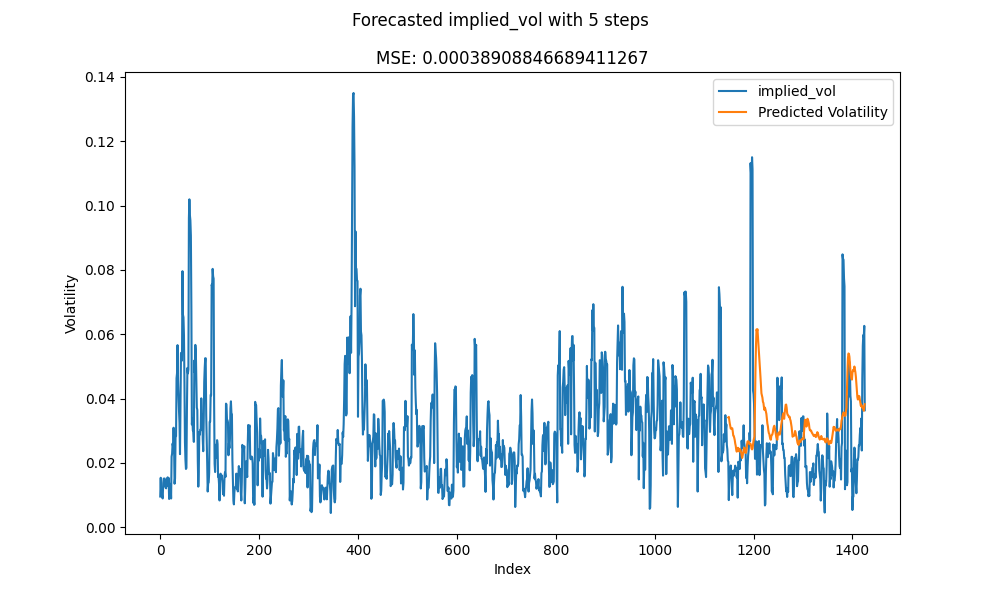 Forecasted implied_vol with 5 steps
MSE: 0.00038908846689411267
implied_vol
Predicted Volatility
0.14
0.12
0.10
0.08
0.06
0.04
0.02
0.00
Volatility
0 200 400 600 800 1000 1200 1400
Index